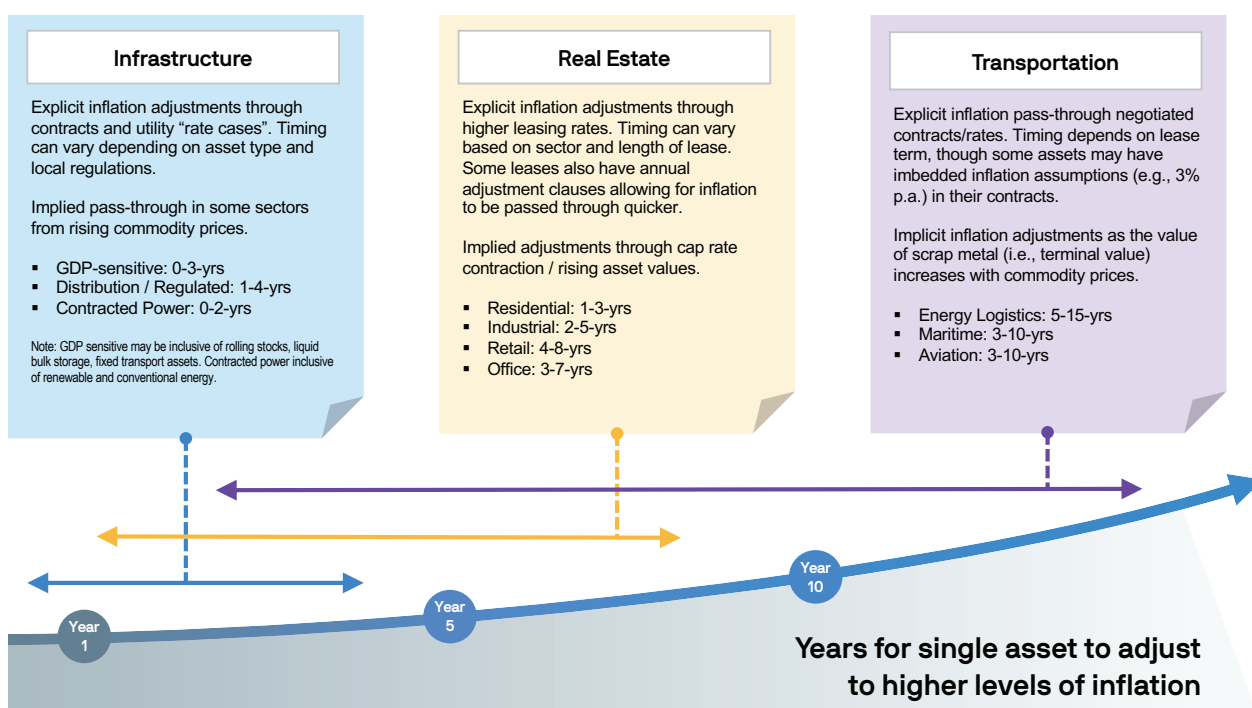 Infrastructure
Explicit inflation adjustments through
contracts and utility “rate cases”. Timing
can vary depending on asset type and
local regulations.
Implied pass-through in some sectors
from rising commodity prices.
▪ GDP-sensitive: 0-3-yrs
▪ Distribution / Regulated: 1-4-yrs
▪ Contracted Power: 0-2-yrs
Note: GDP sensitive may be inclusive of rolling stocks, liquid
bulk storage, fixed transport assets. Contracted power inclusive
of renewable and conventional energy.
Real Estate
Explicit inflation adjustments through
higher leasing rates. Timing can vary
based on sector and length of lease.
Some leases also have annual
adjustment clauses allowing for inflation
to be passed through quicker.
Implied adjustments through cap rate
contraction / rising asset values.
▪ Residential: 1-3-yrs
▪ Industrial: 2-5-yrs
▪ Retail: 4-8-yrs
▪ Office: 3-7-yrs
Transportation
Explicit inflation pass-through negotiated
contracts/rates. Timing depends on lease
term, though some assets may have
imbedded inflation assumptions (e.g., 3%
p.a.) in their contracts.
Implicit inflation adjustments as the value
of scrap metal (i.e., terminal value)
increases with commodity prices.
▪ Energy Logistics: 5-15-yrs
▪ Maritime: 3-10-yrs
▪ Aviation: 3-10-yrs
Year
1
Year
5
Year
10
Years for single asset to adjust
to higher levels of inflation